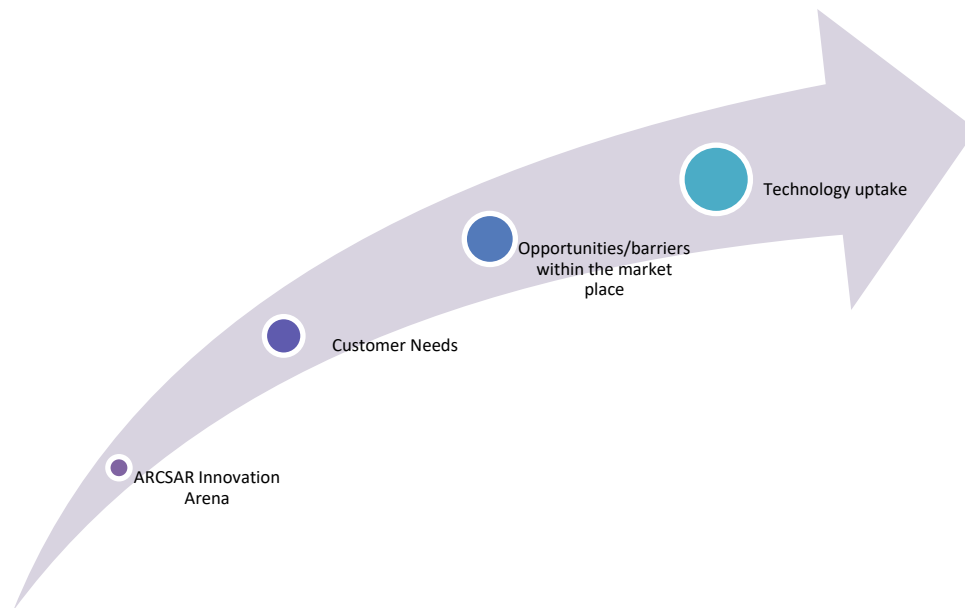 Technology uptake
Opportunities/barriers
within the market
place
Customer Needs
ARCSAR Innovation
Arena